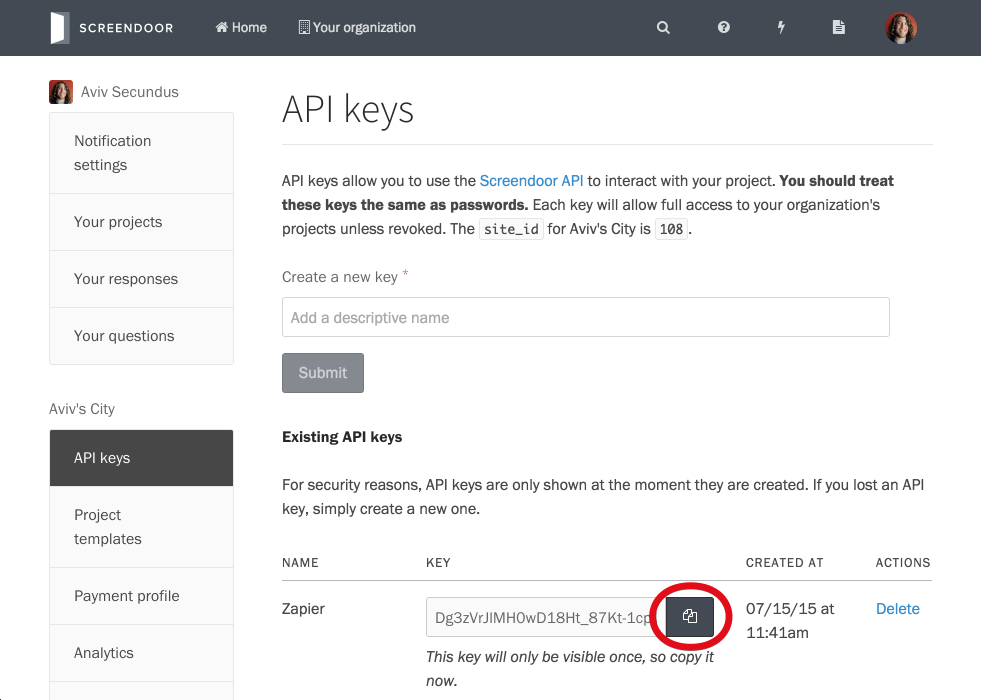 SCREENDOOR
Home
Your organization
Aviv Secundus
Notification
settings
Your projects
Your responses
Your questions
Aviv's City
API keys
Project
templates
Payment profile
Analytics
API keys
API keys allow you to use the Screendoor API to interact with your project. You should treat
these keys the same as passwords. Each key will allow full access to your organization's
projects unless revoked. The site_id for Aviv's City is 108.
Create a new key *
Add a descriptive name
Submit
Existing API keys
For security reasons, API keys are only shown at the moment they are created. If you lost an API
key, simply create a new one.
NAME KEY CREATED AT ACTIONS
Zapier Dg3zVrJIMH0wD18Ht_87Kt-1cp 07/15/15 at Delete
11:41am
This key will only be visible once, so copy it
now.